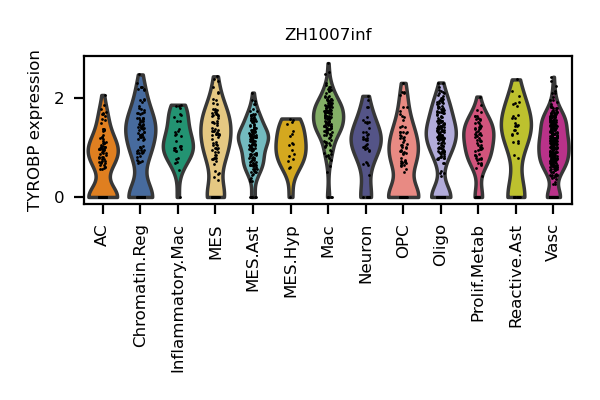 ZH1007inf
TYROBP expression
2
0
AC
Chromatin.Reg
Inflammatory.Mac
MES
MES.Ast
MES.Hyp
Mac
Neuron
OPC
Oligo
Prolif.Metab
Reactive.Ast
Vasc